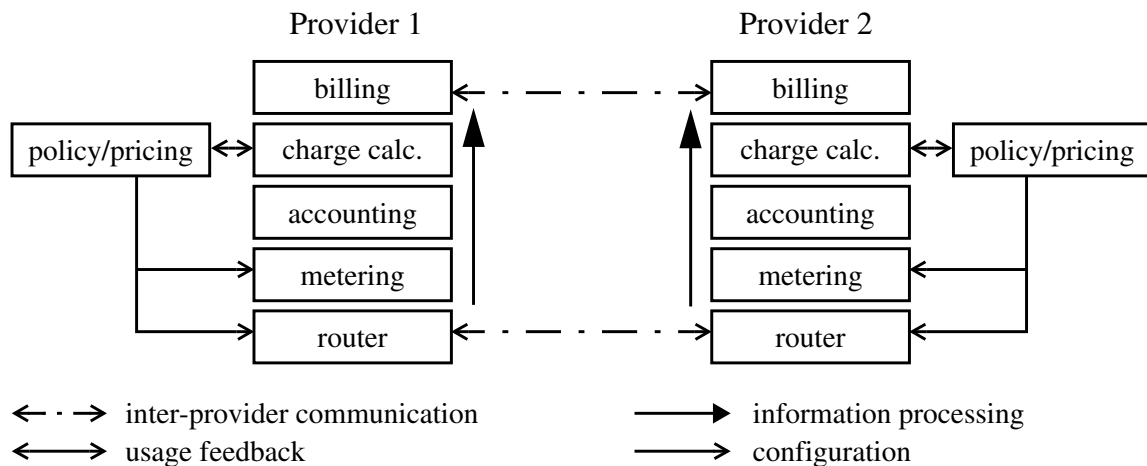 Provider 1
Provider 2
billing
billing
policy/pricing
charge calc.
charge calc.
policy/pricing
accounting
accounting
metering
metering
router
router
inter-provider communication
information processing
usage feedback
configuration